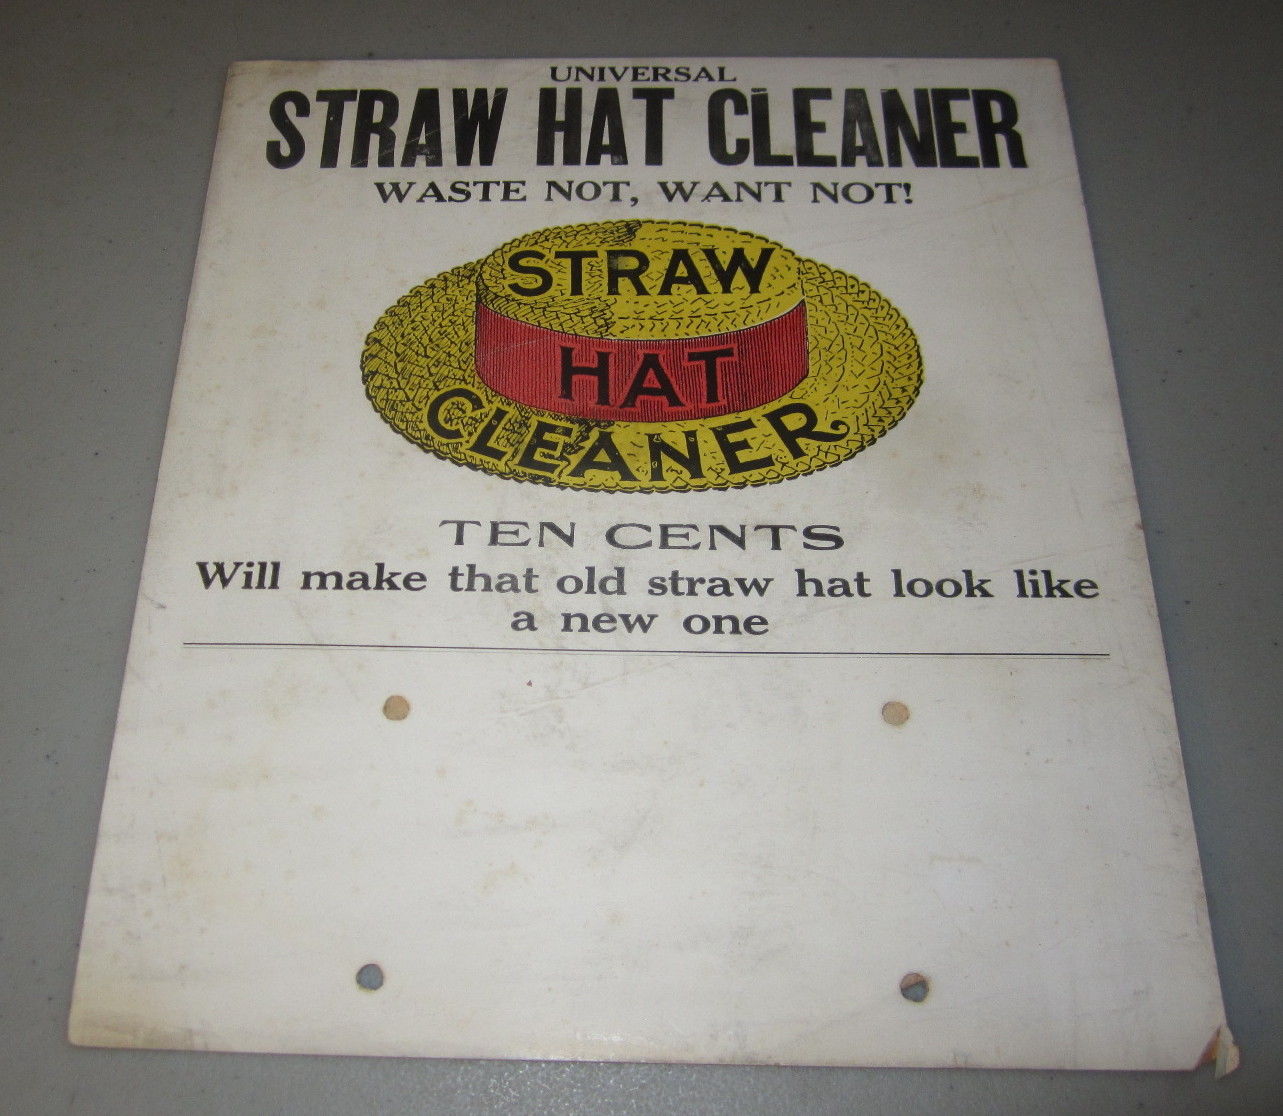 UNIVERSAL
STRAW HAT CLEANER
WASTE NOT, WANT NOT!
STRAW
HAT
CLEANER
TEN CENTS
Will make that old straw hat look like
a new one